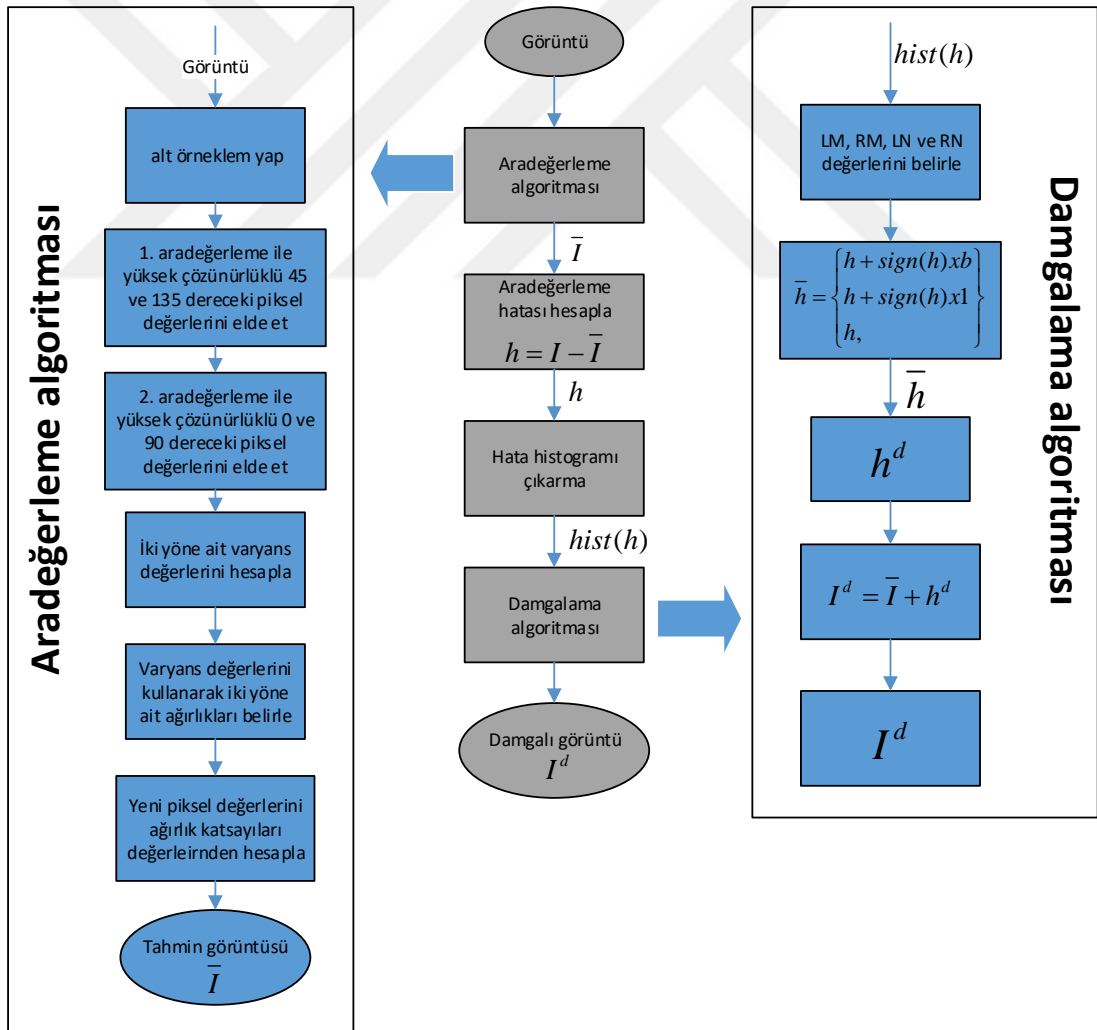 Aradeğerleme algoritması
Görüntü
alt örneklem yap
1. aradeğerleme ile
yüksek çözünürlüklü 45
ve 135 dereceki piksel
değerlerini elde et
2. aradeğerleme ile
yüksek çözünürlüklü 0 ve
90 dereceki piksel
değerlerini elde et
İki yöne ait varyans
değerlerini hesapla
Varyans değerlerini
kullanarak iki yöne
ait ağırlıkları belirle
Yeni piksel değerlerini
ağırlık katsayıları
değerleirnden hesapla
Tahmin görüntüsü
Ī
Görüntü
Aradeğerleme
algoritması
Ī
Aradeğerleme
hatası hesapla
h = I − Ī
h
Hata histogramı
çıkarma
hist(h)
Damgalama
algoritması
Damgalı görüntü
I^d
Damgalama algoritması
hist(h)
LM, RM, LN ve RN
değerlerini belirle
h + sign(h)xb
h̄ = { h + sign(h)x1 }
h,
h̄
h^d
I^d = Ī + h^d
I^d